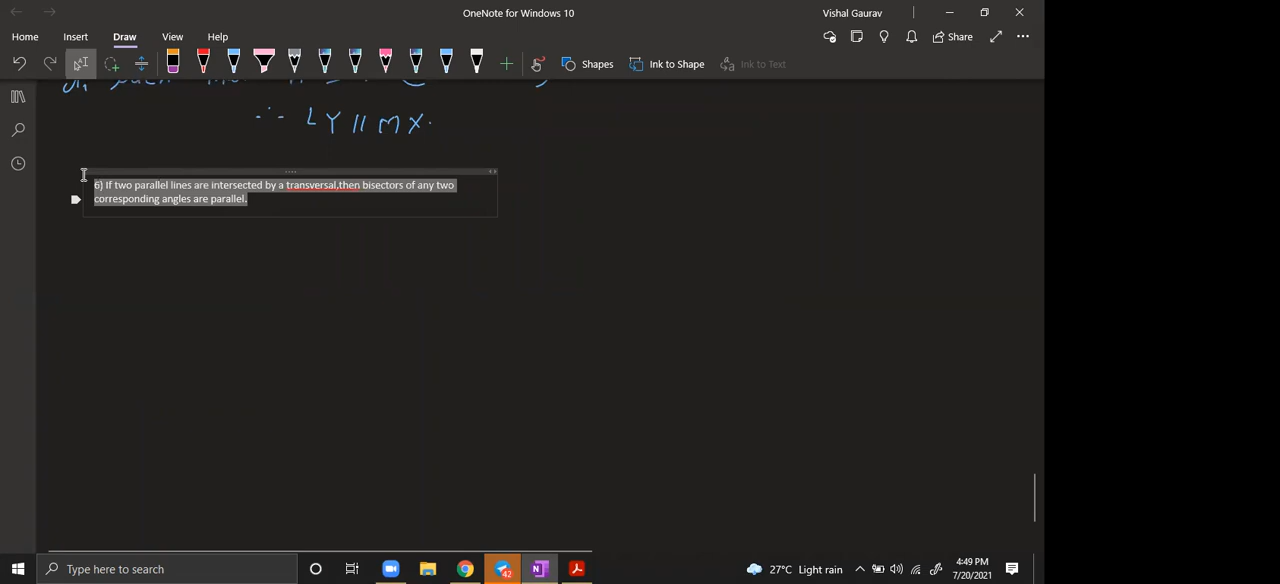 OneNote for Windows 10
Vishal Gaurav
Home Insert Draw View Help
Share
Shapes Ink to Shape Ink to Text
∴ LY || MX.
6) If two parallel lines are intersected by a transversal,then bisectors of any two
corresponding angles are parallel.
Type here to search
42
27°C Light rain
4:49 PM
7/20/2021